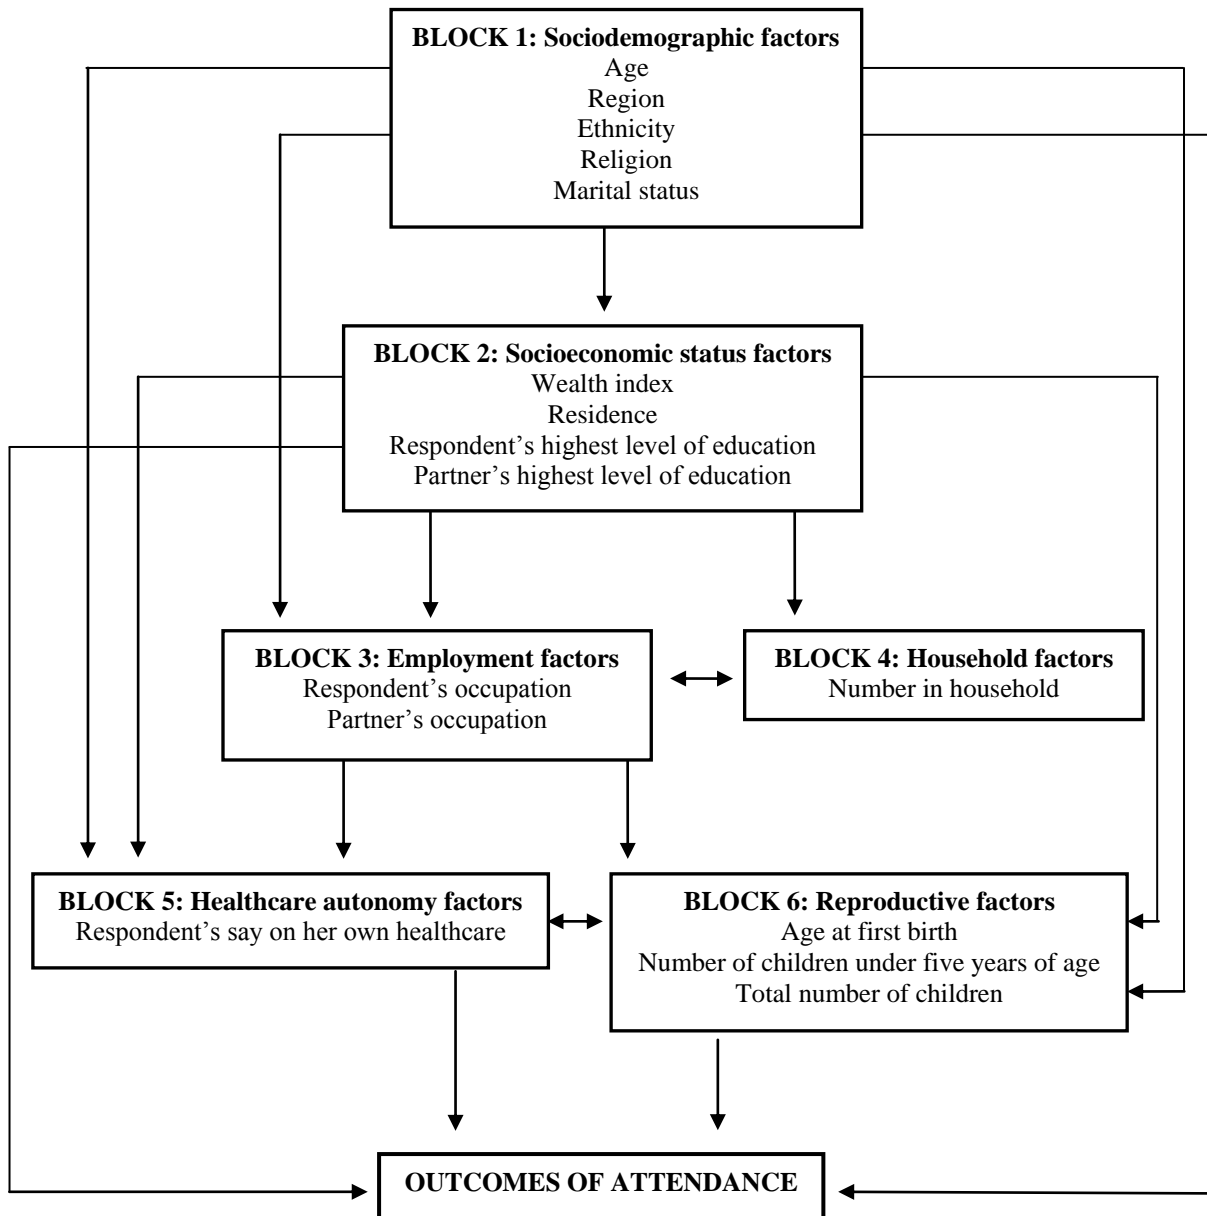 BLOCK 1: Sociodemographic factors
Age
Region
Ethnicity
Religion
Marital status
BLOCK 2: Socioeconomic status factors
Wealth index
Residence
Respondent’s highest level of education
Partner’s highest level of education
BLOCK 3: Employment factors
Respondent’s occupation
Partner’s occupation
BLOCK 4: Household factors
Number in household
BLOCK 5: Healthcare autonomy factors
Respondent’s say on her own healthcare
BLOCK 6: Reproductive factors
Age at first birth
Number of children under five years of age
Total number of children
OUTCOMES OF ATTENDANCE